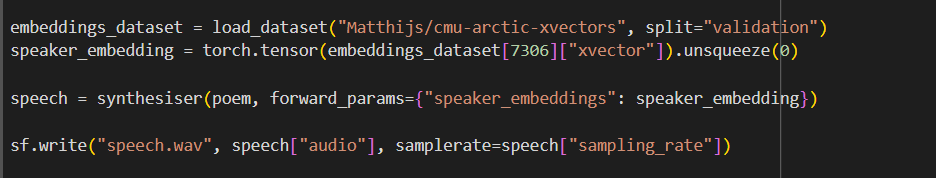 embeddings_dataset = load_dataset("Matthijs/cmu-arctic-xvectors", split="validation")
speaker_embedding = torch.tensor(embeddings_dataset[7306]["xvector"]).unsqueeze(0)
speech = synthesiser(poem, forward_params={"speaker_embeddings": speaker_embedding})
sf.write("speech.wav", speech["audio"], samplerate=speech["sampling_rate"])